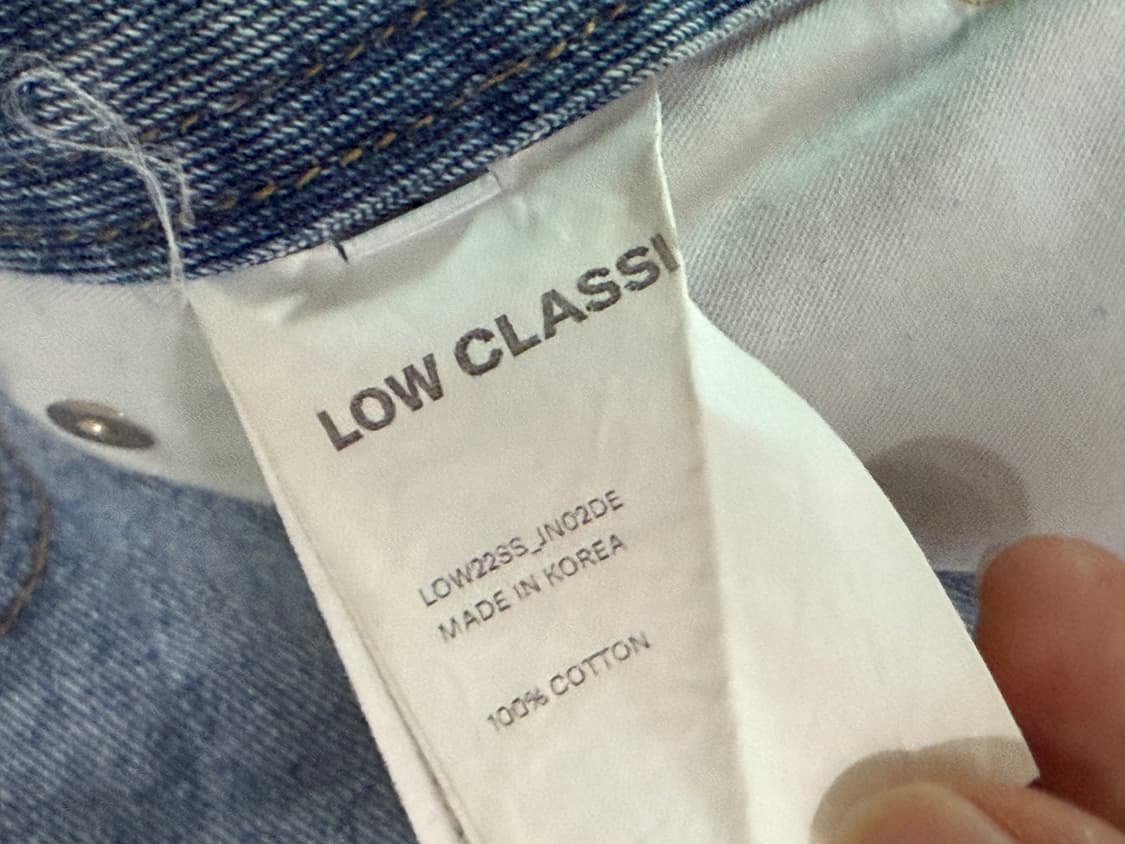 LOW CLASSI
LOW22SS_JN02DE
MADE IN KOREA
100% COTTON